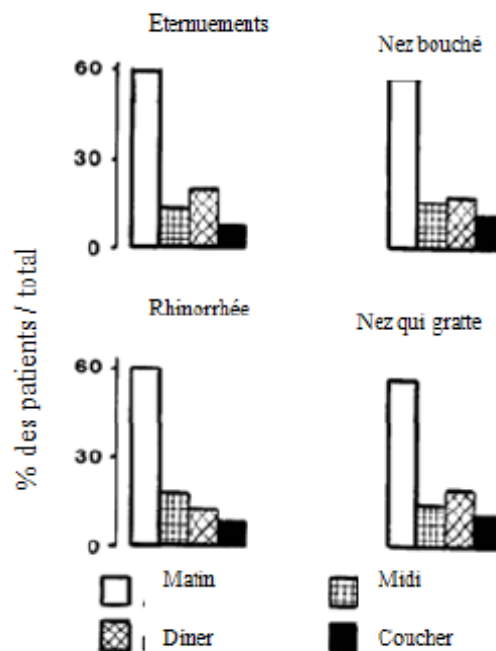 Eternuements
Nez bouché
60
30
0
Rhinorrhée
Nez qui gratte
60
30
0
% des patients / total
Matin
Midi
Diner
Coucher